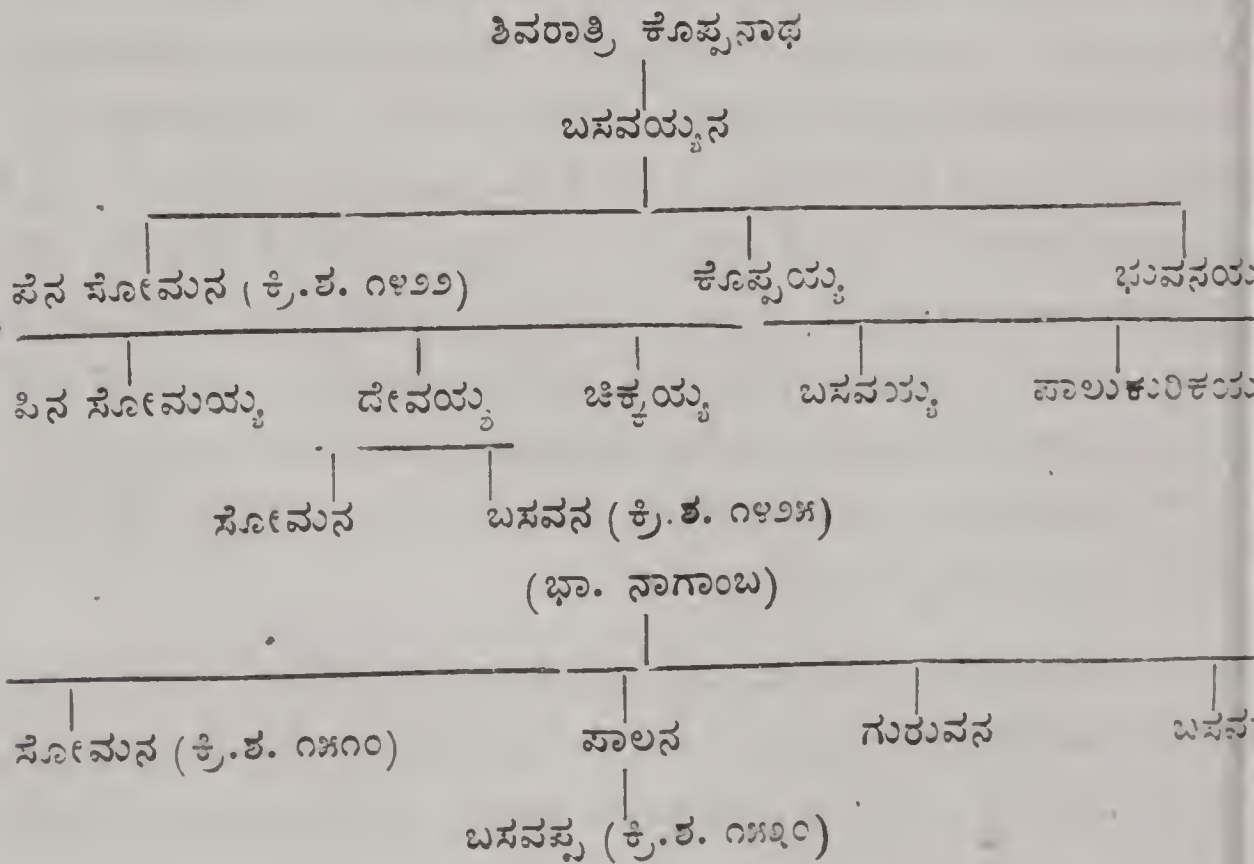 ಶಿವರಾತ್ರಿ ಕೊಪ್ಪನಾಥ
ಬಸವಯ್ಯನ
ಪೆನ ಸೋಮನ (ಕ್ರಿ.ಶ. ೧೪೨೨) ಕೊಪ್ಪಯ್ಯ
ಪಿನ ಸೋಮಯ್ಯ ದೇವಯ್ಯ ಚಿಕ್ಕಯ್ಯ ಬಸವಯ್ಯ
ಸೋಮನ ಬಸವನ (ಕ್ರಿ.ಶ. ೧೪೨೫)
(ಭಾ. ನಾಗಾಂಬ)
ಸೋಮನ (ಕ್ರಿ.ಶ. ೧೫೧೦) ಪಾಲನ ಗುರುವನ
ಬಸವಪ್ಪ (ಕ್ರಿ.ಶ. ೧೫೩೦)